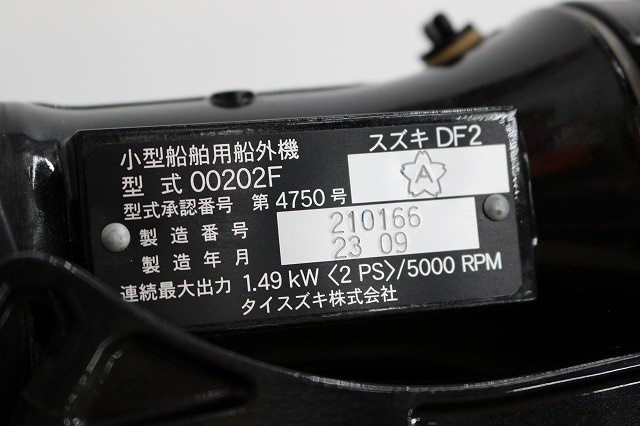 小型船舶用船外機 スズキ DF2
型式 00202F A
型式承認番号 第 4750 号
製造番号 210166
製造年月 23 09
連続最大出力 1.49 kW 〈2 PS〉/5000 RPM
タイスズキ株式会社